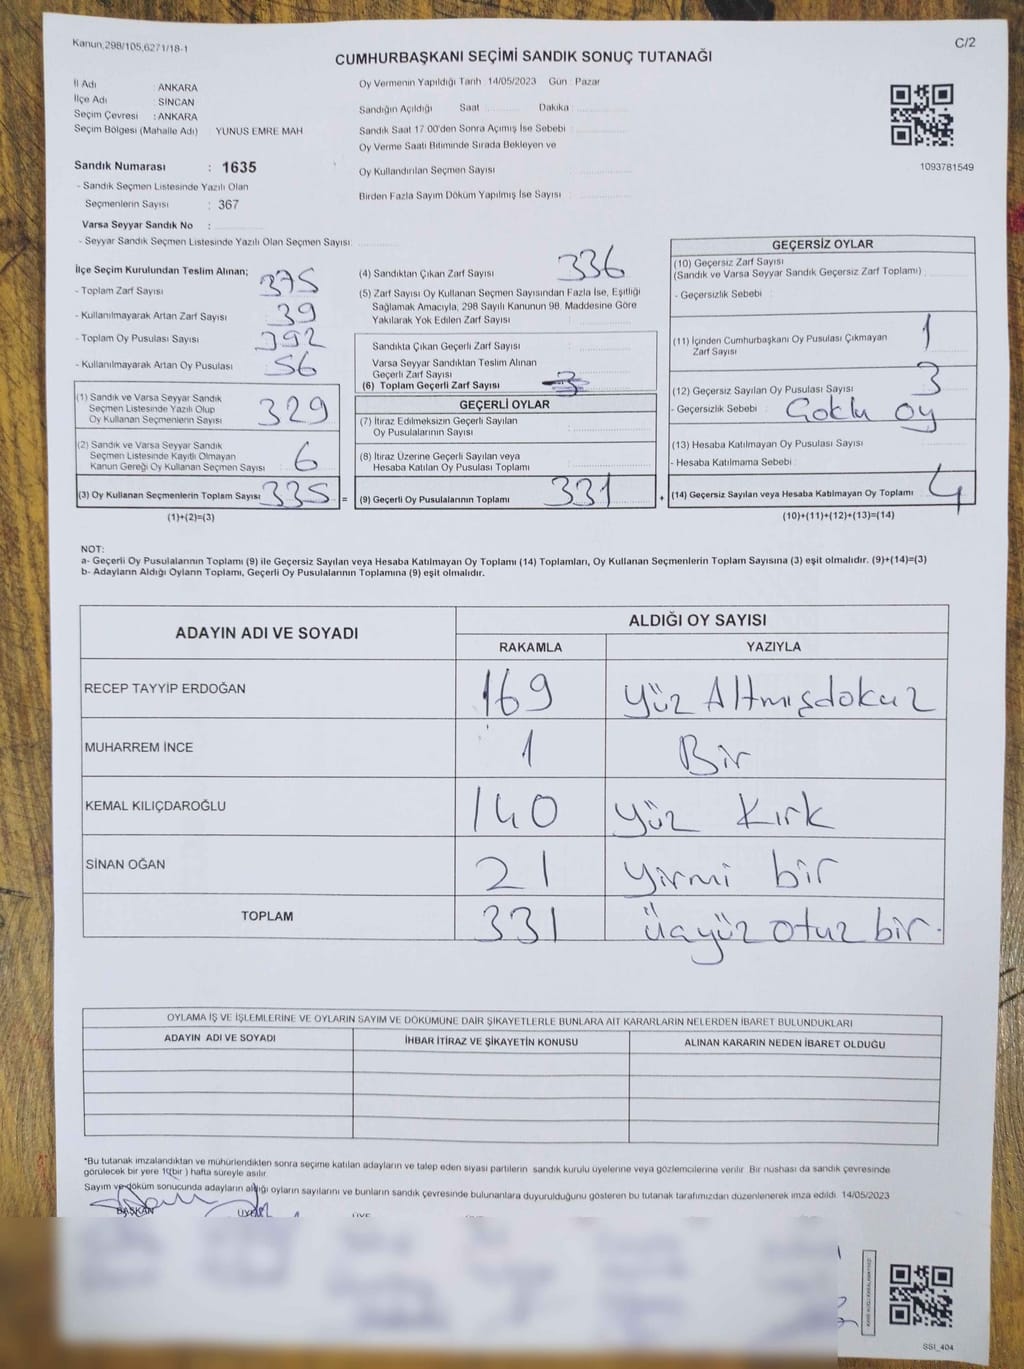 Kanun,298/105,6271/18-1
C/2
CUMHURBAŞKANI SEÇİMİ SANDIK SONUÇ TUTANAĞI
İl Adı ANKARA
İlçe Adı SİNCAN
Seçim Çevresi : ANKARA
Seçim Bölgesi (Mahalle Adı) YUNUS EMRE MAH
Sandık Numarası : 1635
- Sandık Seçmen Listesinde Yazılı Olan
Seçmenlerin Sayısı : 367
Varsa Seyyar Sandık No :
- Seyyar Sandık Seçmen Listesinde Yazılı Olan Seçmen Sayısı
Oy Vermenin Yapıldığı Tarih 14/05/2023 Gün : Pazar
Sandığın Açıldığı Saat Dakika
Sandık Saat 17.00'den Sonra Açımış İse Sebebi
Oy Verme Saati Bitiminde Sırada Bekleyen ve
Oy Kullandırılan Seçmen Sayısı
Birden Fazla Sayım Döküm Yapılmış İse Sayısı
1093781549
İlçe Seçim Kurulundan Teslim Alınan;
- Toplam Zarf Sayısı 375
- Kullanılmayarak Artan Zarf Sayısı 39
- Toplam Oy Pusulası Sayısı 392
- Kullanılmayarak Artan Oy Pusulası 56
(1) Sandık ve Varsa Seyyar Sandık
Seçmen Listesinde Yazılı Olup
Oy Kullanan Seçmenlerin Sayısı 329
(2) Sandık ve Varsa Seyyar Sandık
Seçmen Listesinde Kayıtlı Olmayan
Kanun Gereği Oy Kullanan Seçmen Sayısı 6
(3) Oy Kullanan Seçmenlerin Toplam Sayısı 335 =
(1)+(2)=(3)
(4) Sandıktan Çıkan Zarf Sayısı 336
(5) Zarf Sayısı Oy Kullanan Seçmen Sayısından Fazla İse, Eşitliği
Sağlamak Amacıyla, 298 Sayılı Kanunun 98. Maddesine Göre
Yakılarak Yok Edilen Zarf Sayısı
Sandıkta Çıkan Geçerli Zarf Sayısı
Varsa Seyyar Sandıktan Teslim Alınan
Geçerli Zarf Sayısı
(6) Toplam Geçerli Zarf Sayısı
GEÇERLİ OYLAR
(7) İtiraz Edilmeksizin Geçerli Sayılan
Oy Pusulalarının Sayısı
(8) İtiraz Üzerine Geçerli Sayılan veya
Hesaba Katılan Oy Pusulası Toplamı
(9) Geçerli Oy Pusulalarının Toplamı 331 +
GEÇERSİZ OYLAR
(10) Geçersiz Zarf Sayısı
(Sandık ve Varsa Seyyar Sandık Geçersiz Zarf Toplamı)
- Geçersizlik Sebebi :
(11) İçinden Cumhurbaşkanı Oy Pusulası Çıkmayan
Zarf Sayısı 1
(12) Geçersiz Sayılan Oy Pusulası Sayısı 3
- Geçersizlik Sebebi : Çoklu oy
(13) Hesaba Katılmayan Oy Pusulası Sayısı
- Hesaba Katılmama Sebebi
(14) Geçersiz Sayılan veya Hesaba Katılmayan Oy Toplamı 4
(10)+(11)+(12)+(13)=(14)
NOT:
a- Geçerli Oy Pusulalarının Toplamı (9) ile Geçersiz Sayılan veya Hesaba Katılmayan Oy Toplamı (14) Toplamları, Oy Kullanan Seçmenlerin Toplam Sayısına (3) eşit olmalıdır. (9)+(14)=(3)
b- Adayların Aldığı Oyların Toplamı, Geçerli Oy Pusulalarının Toplamına (9) eşit olmalıdır.
ADAYIN ADI VE SOYADI ALDIĞI OY SAYISI
RAKAMLA YAZIYLA
RECEP TAYYİP ERDOĞAN 169 Yüz Altmışdokuz
MUHARREM İNCE 1 Bir
KEMAL KILIÇDAROĞLU 140 yüz Kırk
SİNAN OĞAN 21 yirmi bir
TOPLAM 331 Üçyüz otuz bir.
OYLAMA İŞ VE İŞLEMLERİNE VE OYLARIN SAYIM VE DÖKÜMÜNE DAİR ŞİKAYETLERLE BUNLARA AİT KARARLARIN NELERDEN İBARET BULUNDUKLARI
ADAYIN ADI VE SOYADI İHBAR İTİRAZ VE ŞİKAYETİN KONUSU ALINAN KARARIN NEDEN İBARET OLDUĞU
*Bu tutanak imzalandıktan ve mühürlendikten sonra seçime katılan adayların ve talep eden siyasi partilerin sandık kurulu üyelerine veya gözlemcilerine verilir. Bir nüshası da sandık çevresinde
görülecek bir yere 1(bir ) hafta süreyle asılır.
Sayım ve döküm sonucunda adayların aldığı oyların sayılarını ve bunların sandık çevresinde bulunanlara duyurulduğunu gösteren bu tutanak tarafımızdan düzenlenerek imza edildi. 14/05/2023
BAŞKAN ÜYE ÜYE
SSI_404